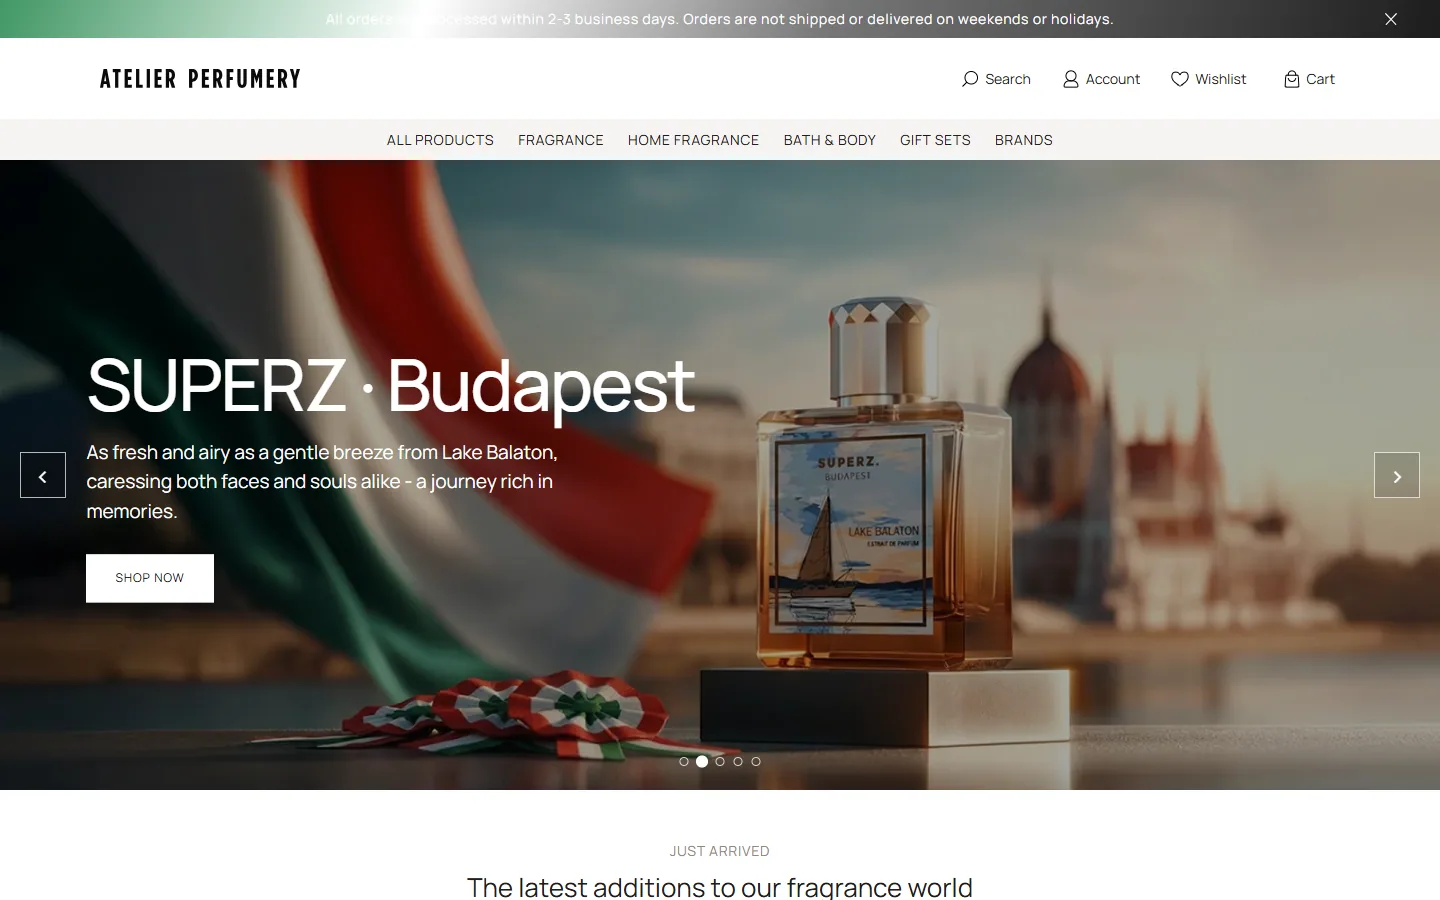 All orders are processed within 2-3 business days. Orders are not shipped or delivered on weekends or holidays.
ATELIER PERFUMERY
Search
Account
Wishlist
Cart
ALL PRODUCTS
FRAGRANCE
HOME FRAGRANCE
BATH & BODY
GIFT SETS
BRANDS
SUPERZ · Budapest
As fresh and airy as a gentle breeze from Lake Balaton,
caressing both faces and souls alike - a journey rich in
memories.
SHOP NOW
SUPERZ.
BUDAPEST
LAKE BALATON
EXTRAIT DE PARFUM
JUST ARRIVED
The latest additions to our fragrance world